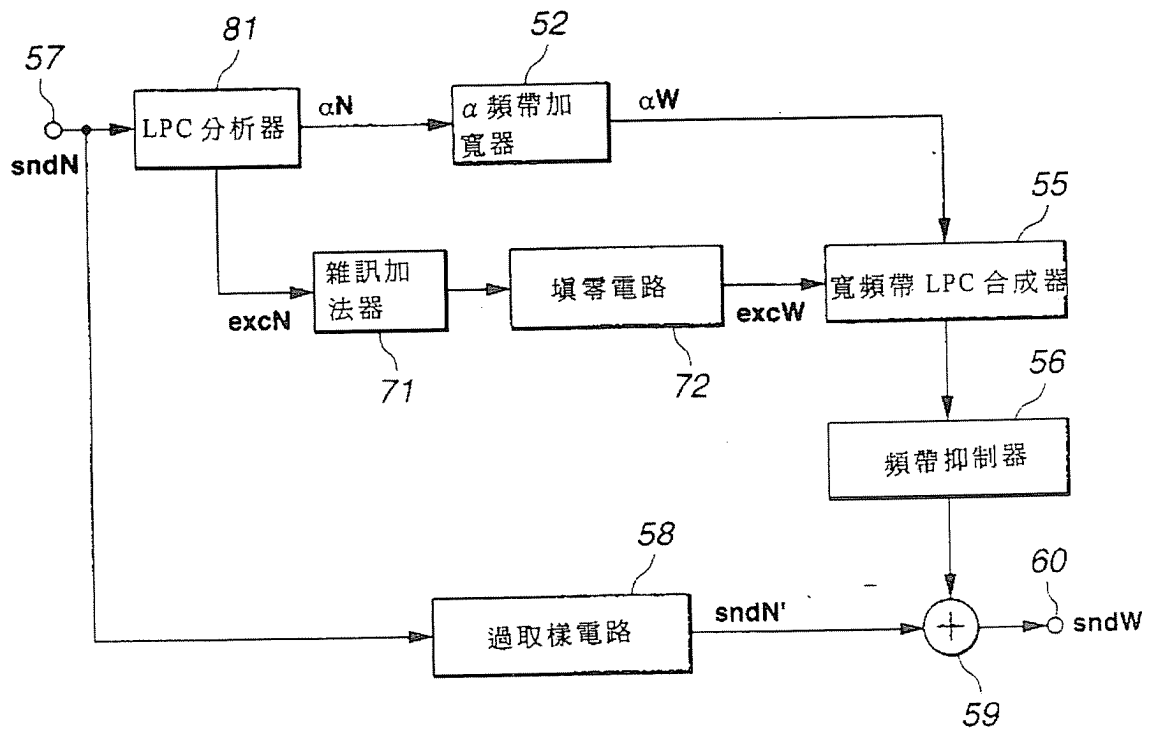 81
52
57
LPC 分析器
αN
α 頻帶加
寬器
αW
sndN
55
雜訊加
法器
填零電路
寬頻帶 LPC 合成器
excN
excW
71
72
56
頻帶抑制器
58
60
過取樣電路
sndN'
+
sndW
59